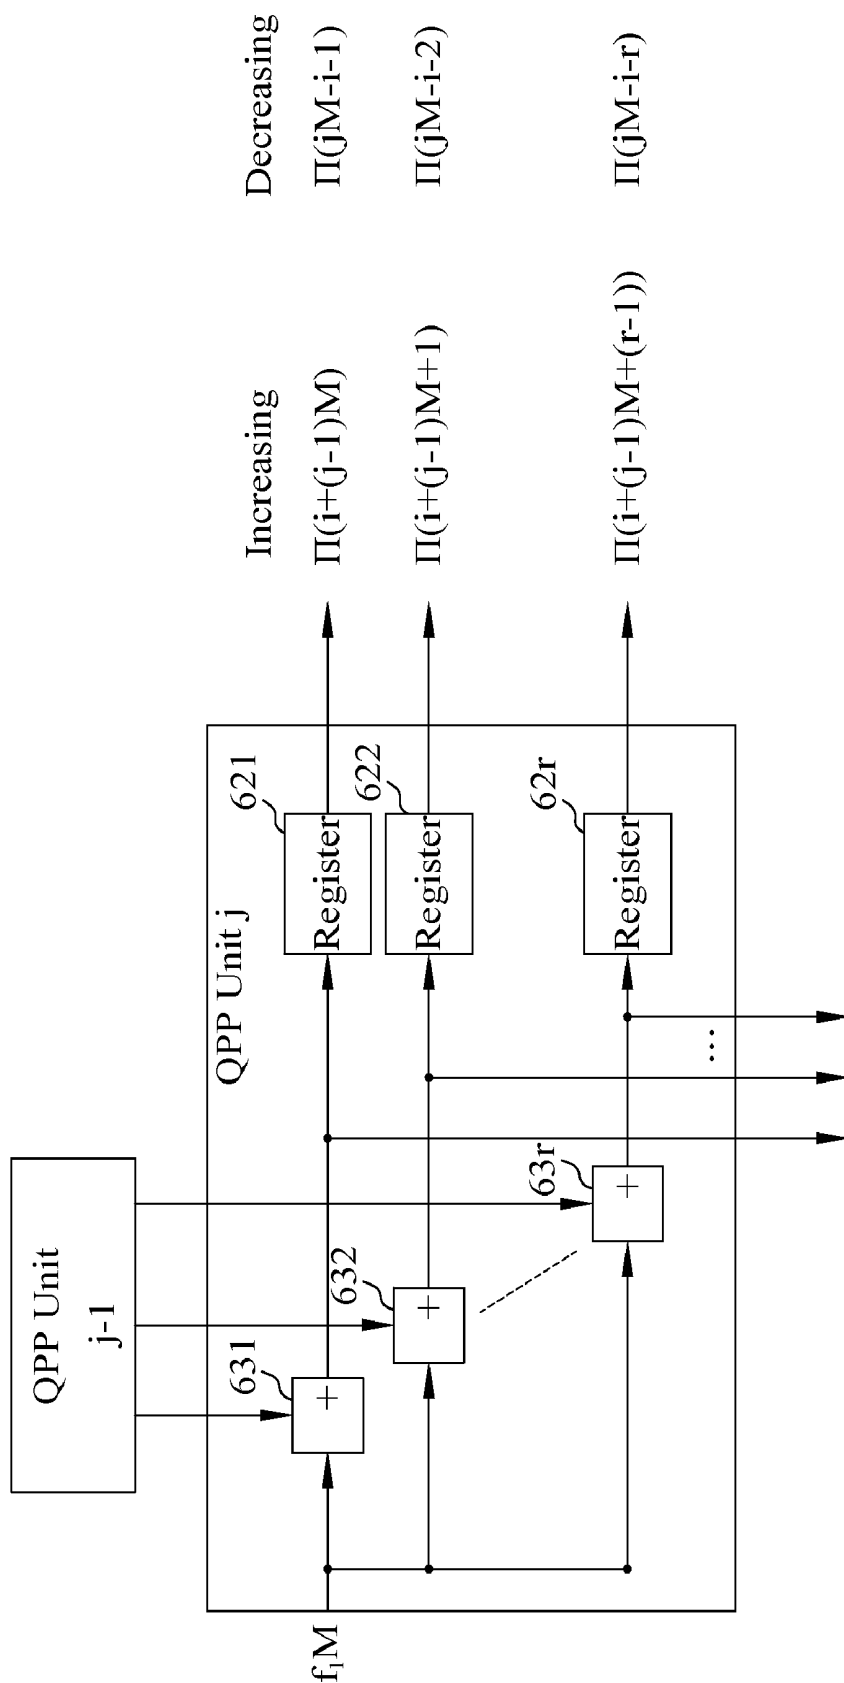 QPP Unit
j-1
QPP Unit j
f₁M
631
+
632
+
63r
+
...
621
Register
622
Register
62r
Register
Increasing
Π(i+(j-1)M)
Π(i+(j-1)M+1)
Π(i+(j-1)M+(r-1))
Decreasing
Π(jM-i-1)
Π(jM-i-2)
Π(jM-i-r)